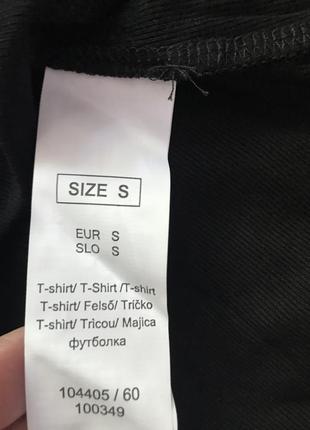 SIZE S
EUR S
SLO S
T-shirt/ T-Shirt /T-shirt
T-shirt/ Felső/ Tričko
T-shirt/ Tricou/ Majica
футболка
104405 / 60
100349